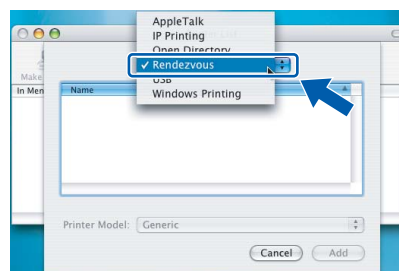 AppleTalk
IP Printing
Open Directory
✓ Rendezvous
USB
Windows Printing
Make
In Men
Name
Printer Model: Generic
Cancel Add